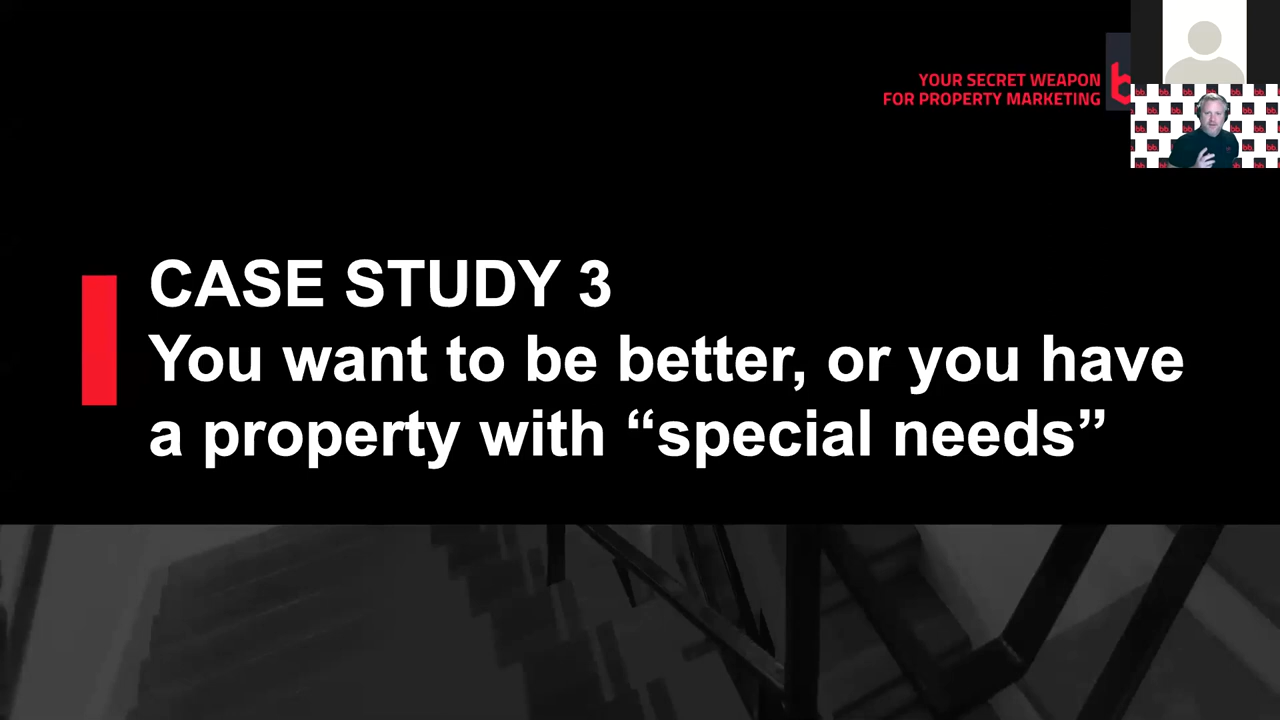 YOUR SECRET WEAPON
FOR PROPERTY MARKETING
CASE STUDY 3
You want to be better, or you have
a property with “special needs”